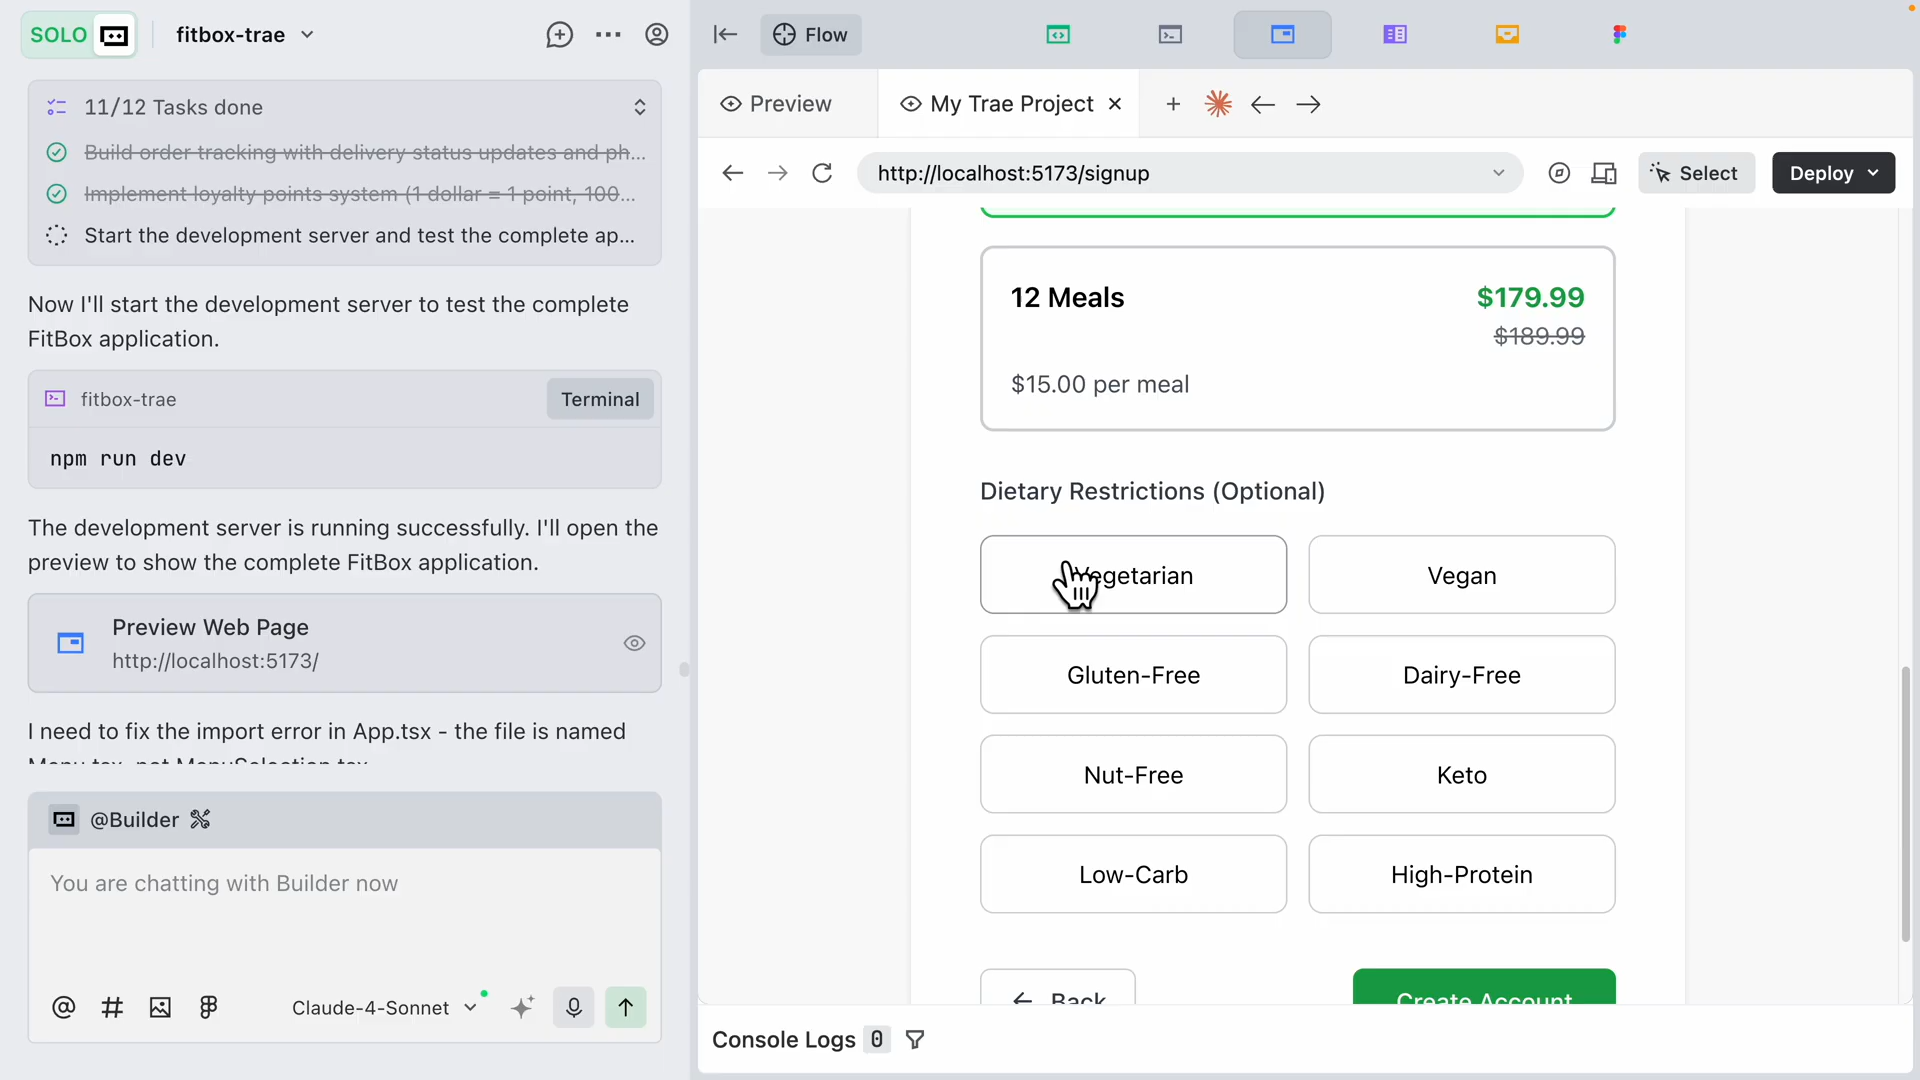 SOLO
fitbox-trae
11/12 Tasks done
Build order tracking with delivery status updates and ph...
Implement loyalty points system (1 dollar = 1 point, 100...
Start the development server and test the complete ap...
Now I'll start the development server to test the complete
FitBox application.
fitbox-trae
Terminal
npm run dev
The development server is running successfully. I'll open the
preview to show the complete FitBox application.
Preview Web Page
http://localhost:5173/
I need to fix the import error in App.tsx - the file is named
Menu.tsx, not MenuSelection.tsx
@Builder
You are chatting with Builder now
Claude-4-Sonnet
Flow
Preview
My Trae Project
http://localhost:5173/signup
Select
Deploy
12 Meals
$179.99
$189.99
$15.00 per meal
Dietary Restrictions (Optional)
Vegetarian
Vegan
Gluten-Free
Dairy-Free
Nut-Free
Keto
Low-Carb
High-Protein
Back
Create Account
Console Logs 0